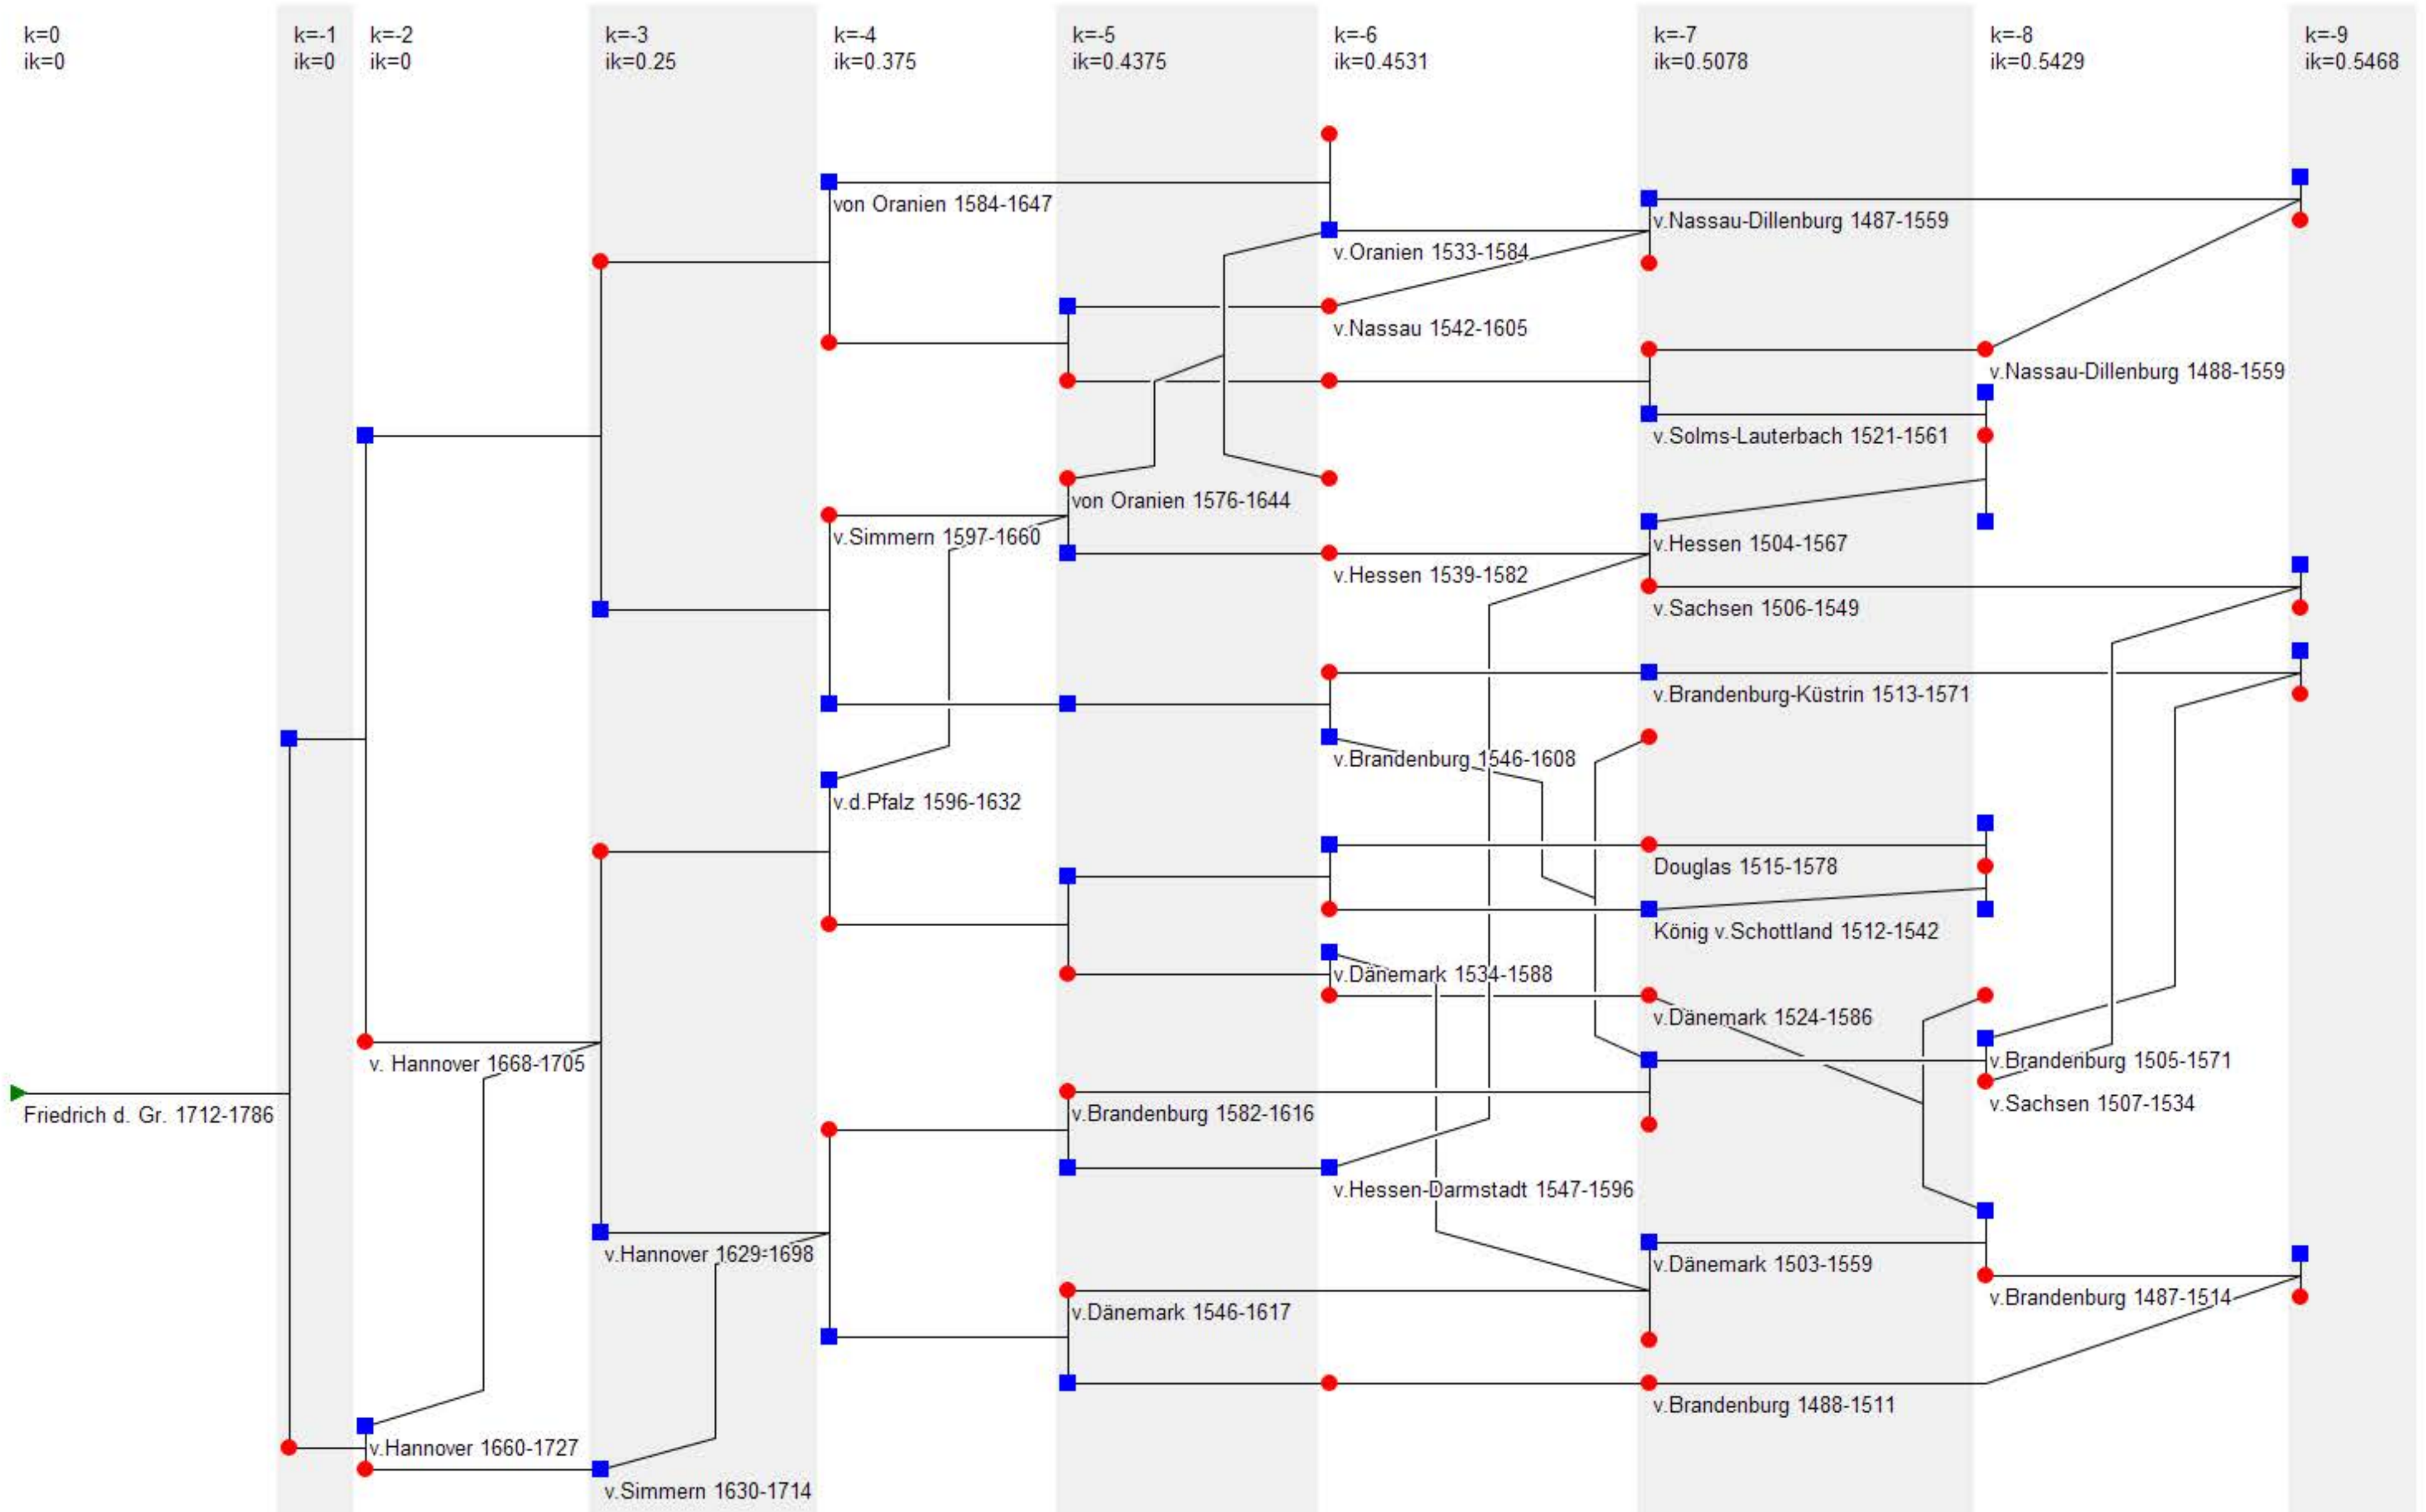 k=0
ik=0
k=-1
ik=0
k=-2
ik=0
k=-3
ik=0.25
k=-4
ik=0.375
k=-5
ik=0.4375
k=-6
ik=0.4531
k=-7
ik=0.5078
k=-8
ik=0.5429
k=-9
ik=0.5468
von Oranien 1584-1647
v.Nassau-Dillenburg 1487-1559
v.Oranien 1533-1584
v.Nassau 1542-1605
v.Nassau-Dillenburg 1488-1559
v.Solms-Lauterbach 1521-1561
von Oranien 1576-1644
v.Simmern 1597-1660
v.Hessen 1504-1567
v.Hessen 1539-1582
v.Sachsen 1506-1549
v.Brandenburg-Küstrin 1513-1571
v.Brandenburg 1546-1608
v.d.Pfalz 1596-1632
Douglas 1515-1578
König v.Schottland 1512-1542
v.Dänemark 1534-1588
v.Dänemark 1524-1586
v. Hannover 1668-1705
v.Brandenburg 1505-1571
v.Sachsen 1507-1534
Friedrich d. Gr. 1712-1786
v.Brandenburg 1582-1616
v.Hessen-Darmstadt 1547-1596
v.Hannover 1629-1698
v.Dänemark 1503-1559
v.Brandenburg 1487-1514
v.Dänemark 1546-1617
v.Brandenburg 1488-1511
v.Hannover 1660-1727
v.Simmern 1630-1714